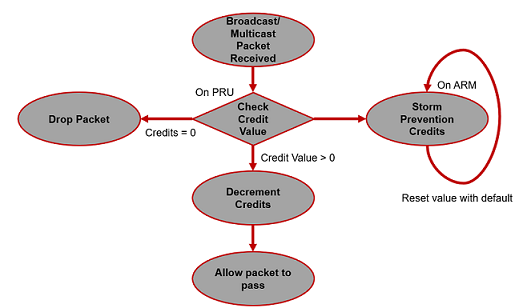 Broadcast/
Multicast
Packet
Received
On PRU
On ARM
Drop Packet
Check
Credit
Value
Storm
Prevention
Credits
Credits = 0
Credit Value > 0
Decrement
Credits
Reset value with default
Allow packet to
pass